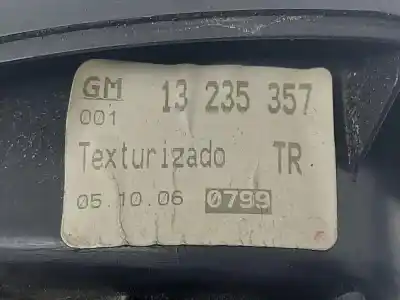 GM 13 235 357
001
Texturizado TR
05.10.06 0799